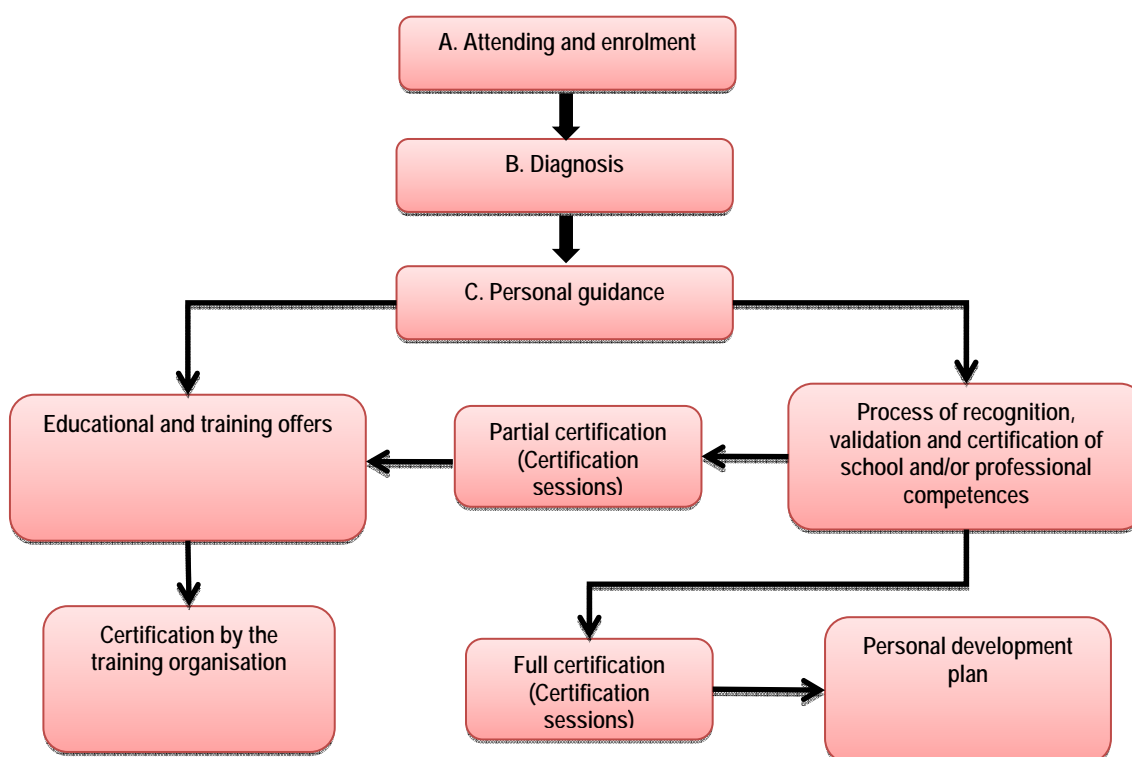 A. Attending and enrolment
B. Diagnosis
C. Personal guidance
Educational and training offers
Partial certification
(Certification
sessions)
Process of recognition,
validation and certification of
school and/or professional
competences
Certification by the
training organisation
Full certification
(Certification
sessions)
Personal development
plan